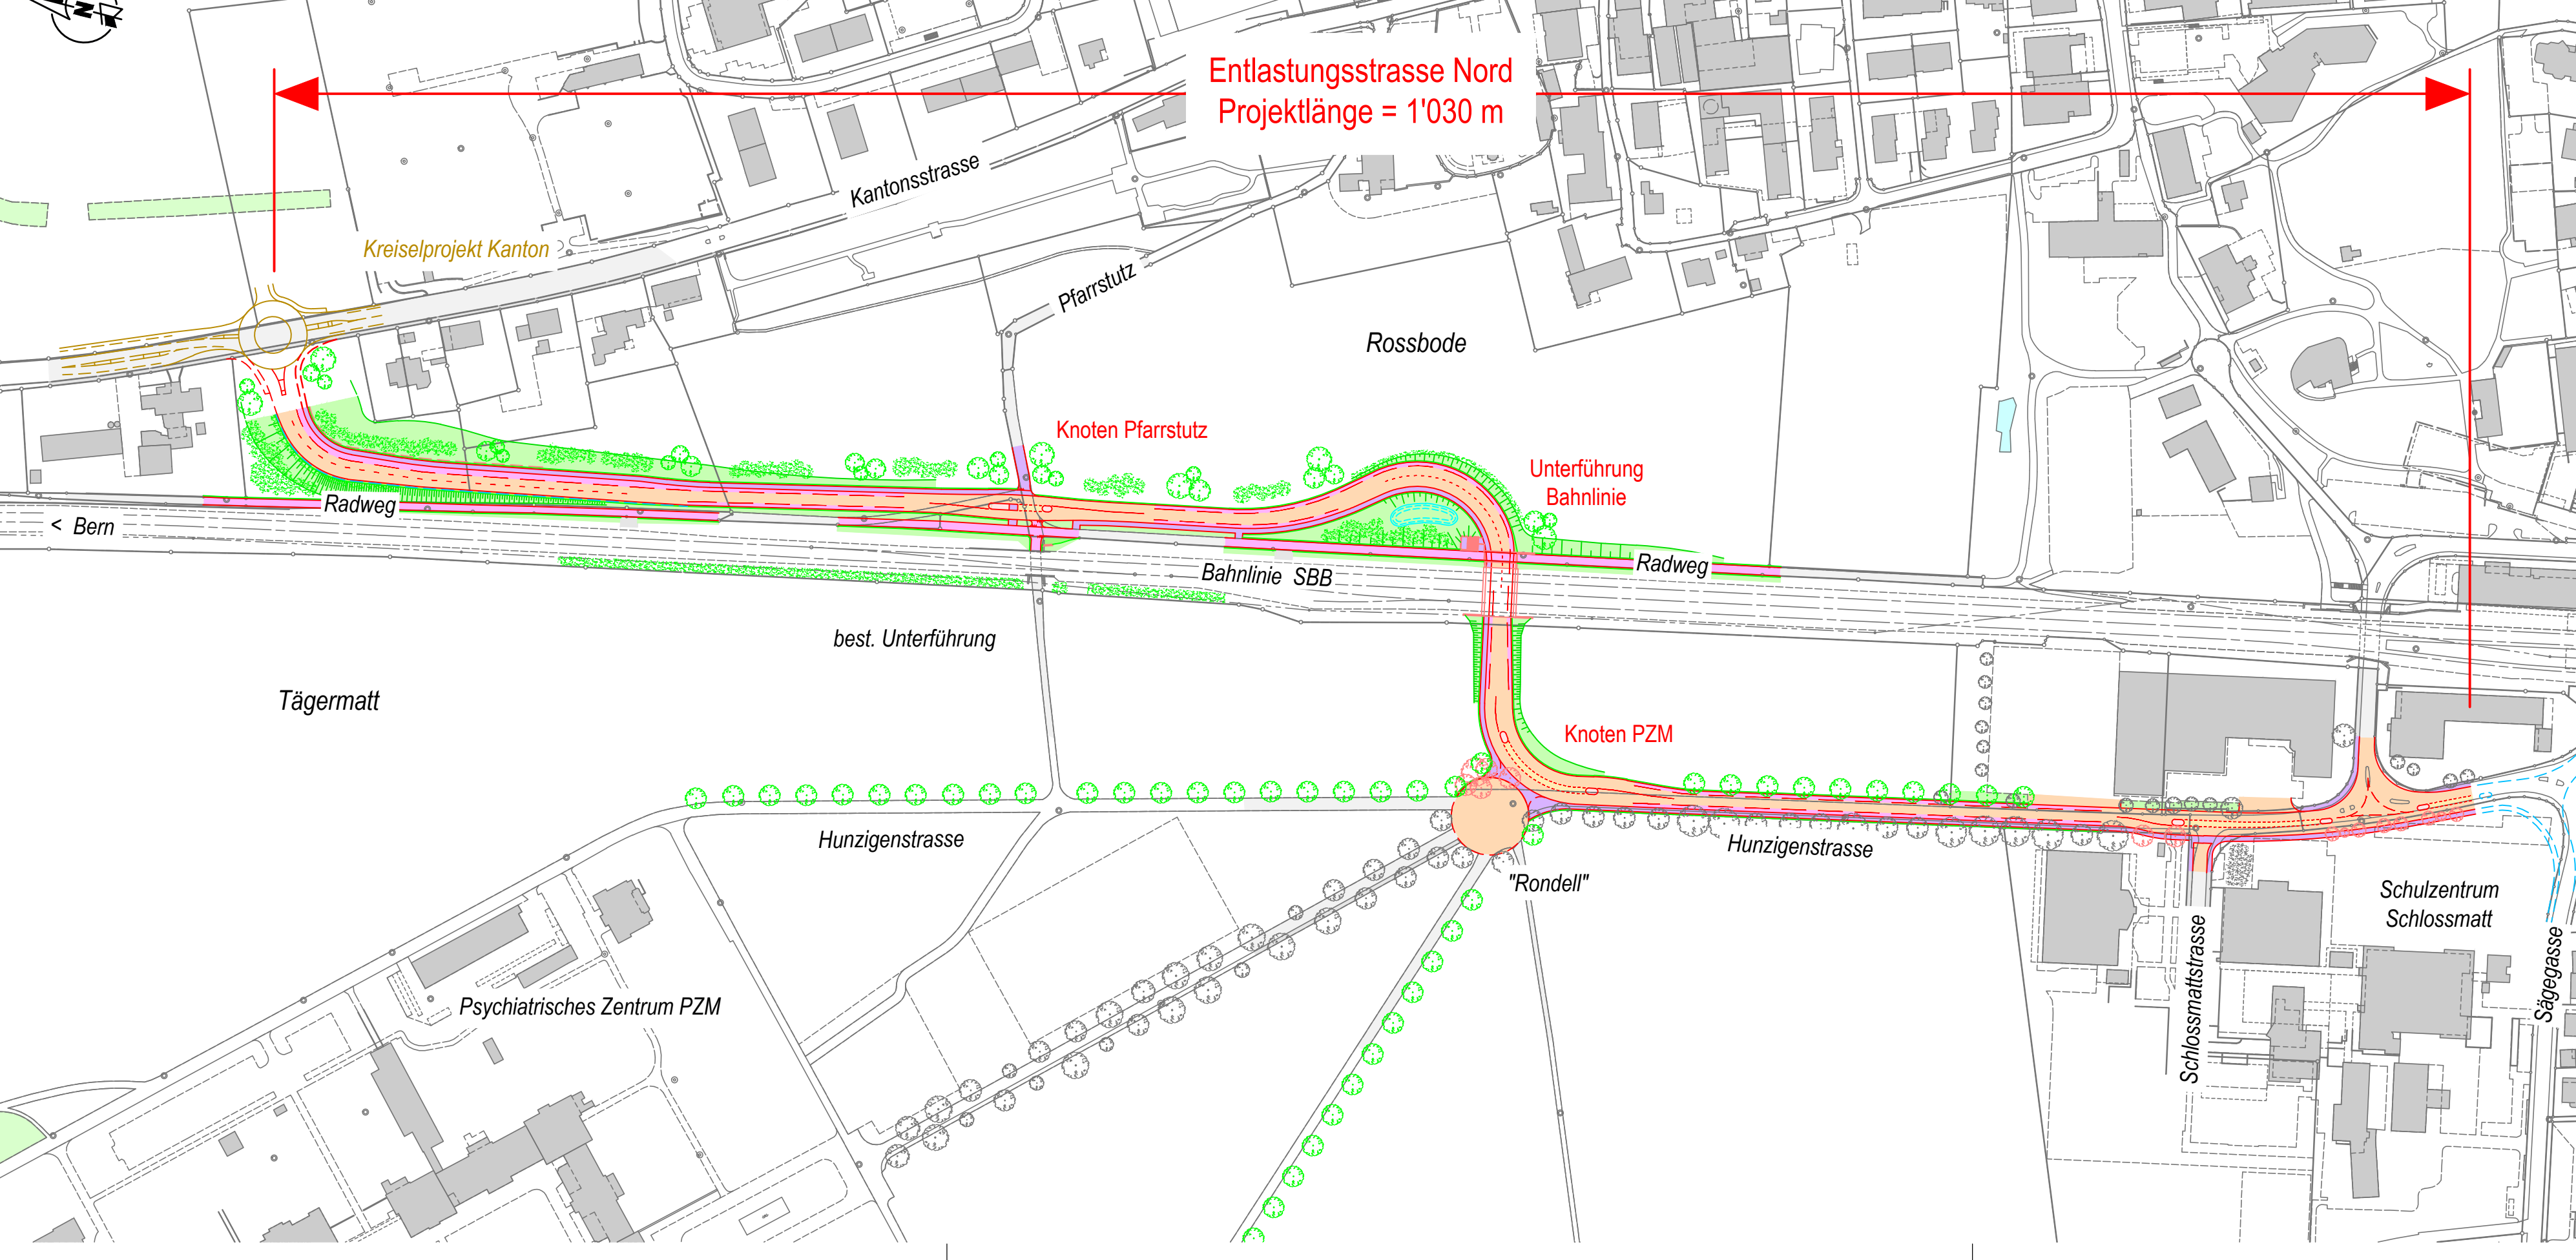 N
Entlastungsstrasse Nord
Projektlänge = 1'030 m
Kantonsstrasse
Kreiselprojekt Kanton
Pfarrstutz
Rossbode
Knoten Pfarrstutz
Unterführung
Bahnlinie
Radweg
< Bern
Radweg
Bahnlinie SBB
best. Unterführung
Tägermatt
Knoten PZM
Hunzigenstrasse
Hunzigenstrasse
"Rondell"
Schulzentrum
Schlossmatt
Schlossmattstrasse
Sägegasse
Psychiatrisches Zentrum PZM